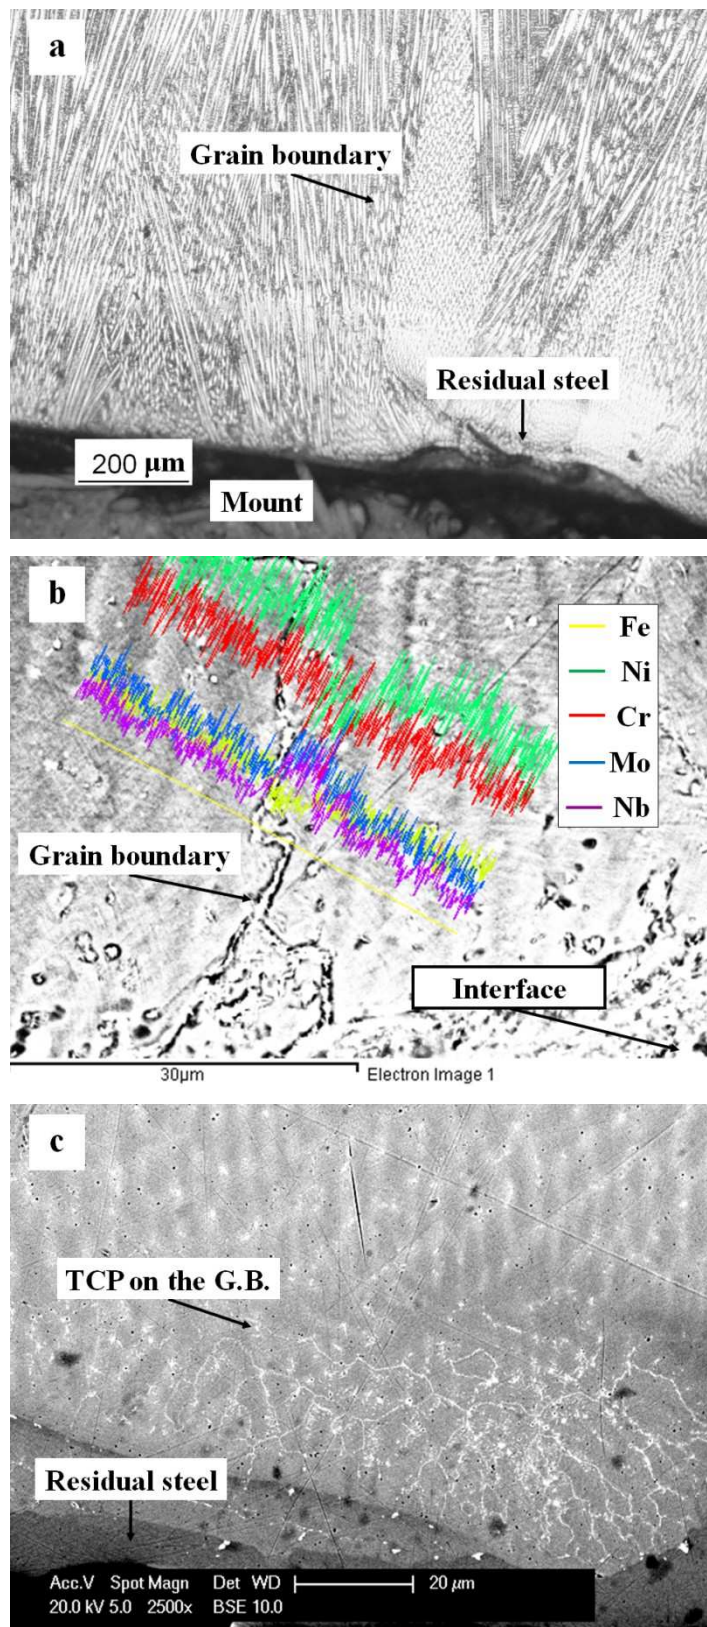 a
Grain boundary
Residual steel
200 μm
Mount
b
Fe
Ni
Cr
Mo
Nb
Grain boundary
Interface
30μm
Electron Image 1
c
TCP on the G.B.
Residual steel
Acc.V Spot Magn Det WD 20 μm
20.0 kV 5.0 2500x BSE 10.0